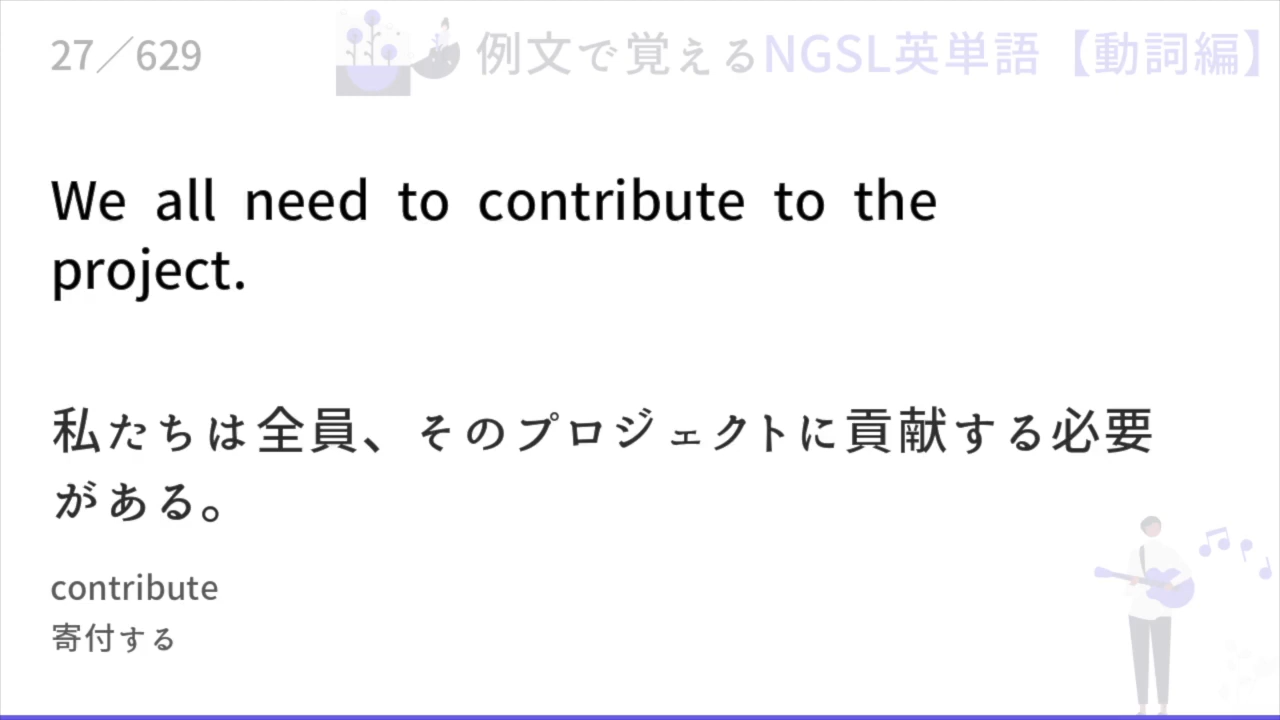 27／629
例文で覚えるNGSL英単語【動詞編】
We all need to contribute to the
project.
私たちは全員、そのプロジェクトに貢献する必要
がある。
contribute
寄付する